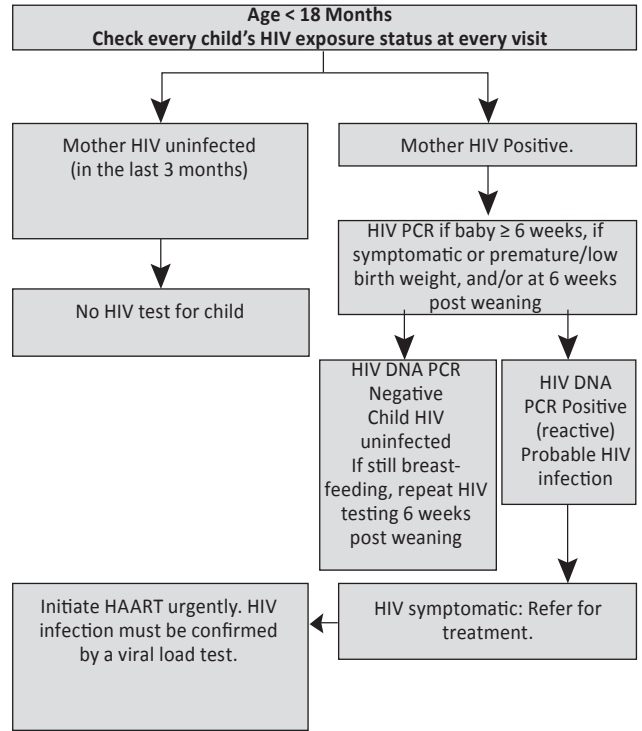 Age < 18 Months
Check every child’s HIV exposure status at every visit
Mother HIV uninfected
(in the last 3 months)
Mother HIV Positive.
HIV PCR if baby ≥ 6 weeks, if
symptomatic or premature/low
birth weight, and/or at 6 weeks
post weaning
No HIV test for child
HIV DNA PCR
Negative
Child HIV
uninfected
If still breast-
feeding, repeat HIV
testing 6 weeks
post weaning
HIV DNA
PCR Positive
(reactive)
Probable HIV
infection
Initiate HAART urgently. HIV
infection must be confirmed
by a viral load test.
HIV symptomatic: Refer for
treatment.